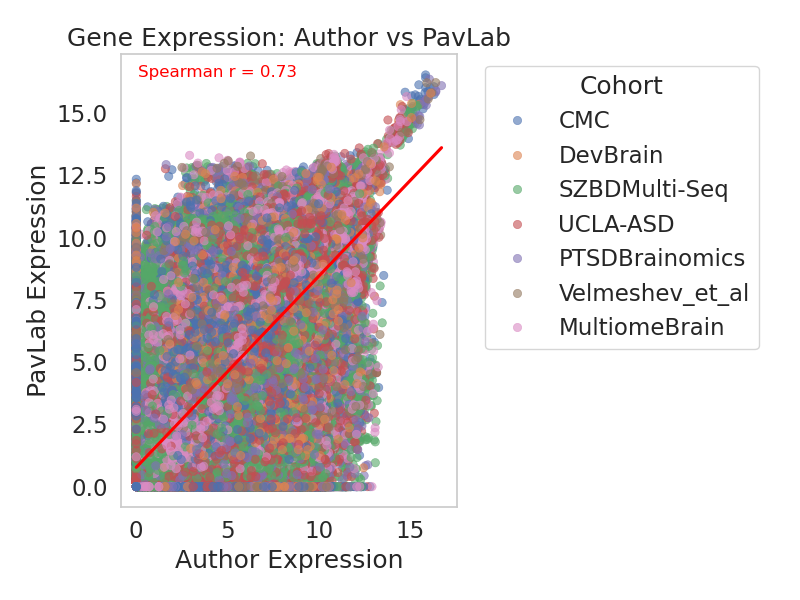 Gene Expression: Author vs PavLab
Spearman r = 0.73
PavLab Expression
15.0
12.5
10.0
7.5
5.0
2.5
0.0
0 5 10 15
Author Expression
Cohort
CMC
DevBrain
SZBDMulti-Seq
UCLA-ASD
PTSDBrainomics
Velmeshev_et_al
MultiomeBrain